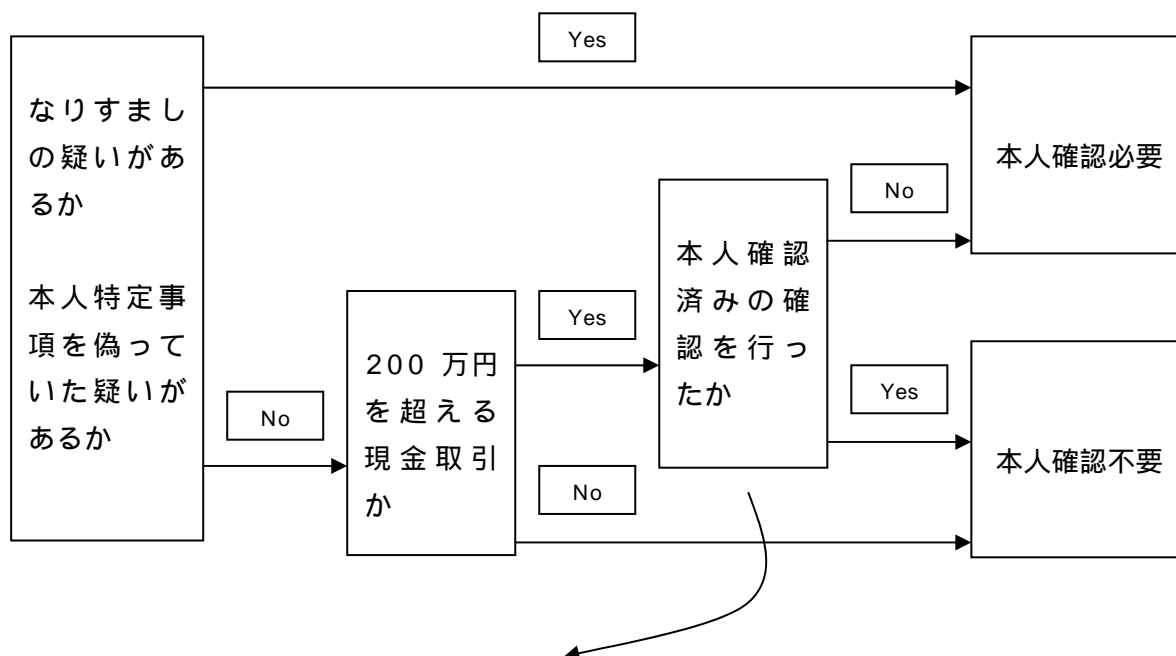 なりすまし
の疑いがあ
るか
本人特定事
項を偽って
いた疑いが
あるか
Yes
No
200 万円
を超える
現金取引
か
Yes
No
本人確認
済みの確
認を行っ
たか
No
Yes
本人確認必要
本人確認不要